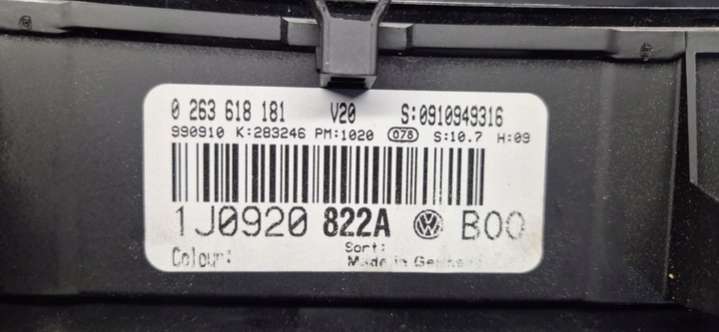 0 263 618 181 V20 S:0910949316
990910 K:283246 PM:1020 078 S:10.7 H:09
1J0920 822A VW B00
Sort:
Colour: Made in Germany